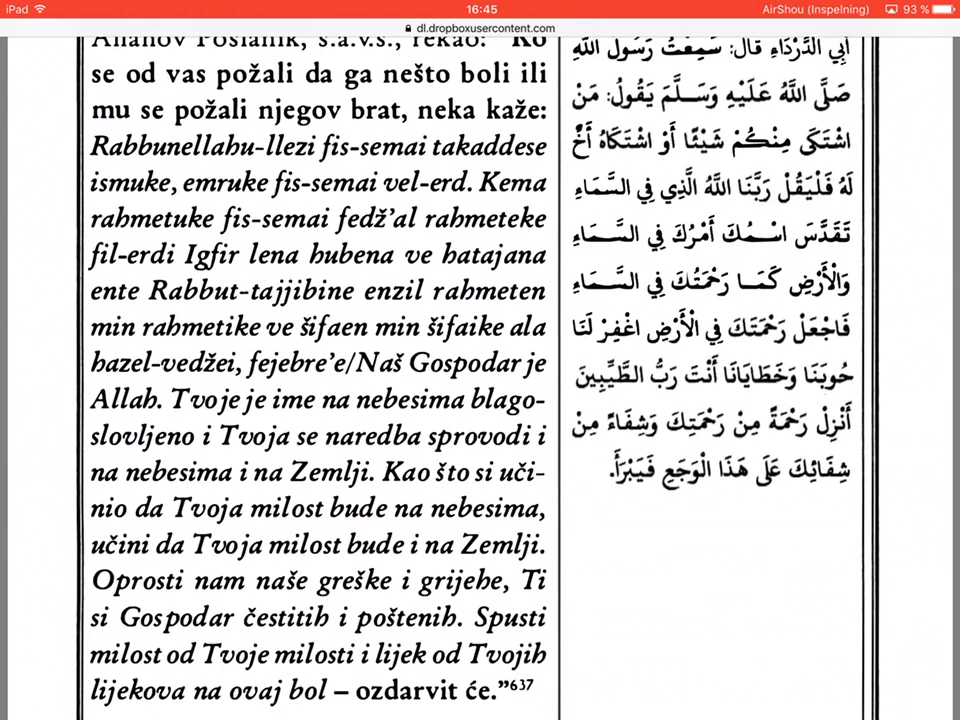 iPad
16:45
AirShou (Inspelning)
93 %
dl.dropboxusercontent.com
Allahov Poslanik, s.a.v.s., rekao: "Ko
se od vas požali da ga nešto boli ili
mu se požali njegov brat, neka kaže:
Rabbunellahu-llezi fis-semai takaddese
ismuke, emruke fis-semai vel-erd. Kema
rahmetuke fis-semai fedž'al rahmeteke
fil-erdi Igfir lena hubena ve hatajana
ente Rabbut-tajjibine enzil rahmeten
min rahmetike ve šifaen min šifaike ala
hazel-vedžei, fejebre'e/Naš Gospodar je
Allah. Tvoje je ime na nebesima blago-
slovljeno i Tvoja se naredba sprovodi i
na nebesima i na Zemlji. Kao što si uči-
nio da Tvoja milost bude na nebesima,
učini da Tvoja milost bude i na Zemlji.
Oprosti nam naše greške i grijehe, Ti
si Gospodar čestitih i poštenih. Spusti
milost od Tvoje milosti i lijek od Tvojih
lijekova na ovaj bol – ozdarvit će."637
أَبِي الدَّرْدَاءِ قَالَ: سَمِعْتُ رَسُولَ اللَّهِ
صَلَّى اللَّهُ عَلَيْهِ وَسَلَّمَ يَقُولُ: مَنْ
اشْتَكَى مِنْكُمْ شَيْئًا أَوْ اشْتَكَاهُ أَخٌ
لَهُ فَلْيَقُلْ رَبَّنَا اللَّهُ الَّذِي فِي السَّمَاءِ
تَقَدَّسَ اسْمُكَ أَمْرُكَ فِي السَّمَاءِ
وَالْأَرْضِ كَمَا رَحْمَتُكَ فِي السَّمَاءِ
فَاجْعَلْ رَحْمَتَكَ فِي الْأَرْضِ اغْفِرْ لَنَا
حُوبَنَا وَخَطَايَانَا أَنْتَ رَبُّ الطَّيِّبِينَ
أَنْزِلْ رَحْمَةً مِنْ رَحْمَتِكَ وَشِفَاءً مِنْ
شِفَائِكَ عَلَى هَذَا الْوَجَعِ فَيَبْرَأَ.